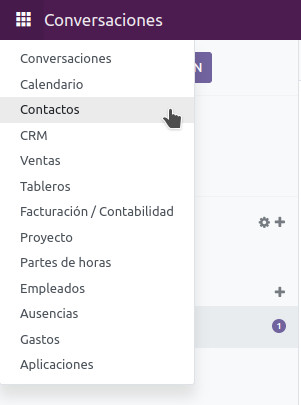 Conversaciones
N
Conversaciones
Calendario
Contactos
CRM
Ventas
Tableros
Facturación / Contabilidad
Proyecto
Partes de horas
Empleados
Ausencias
1
Gastos
Aplicaciones